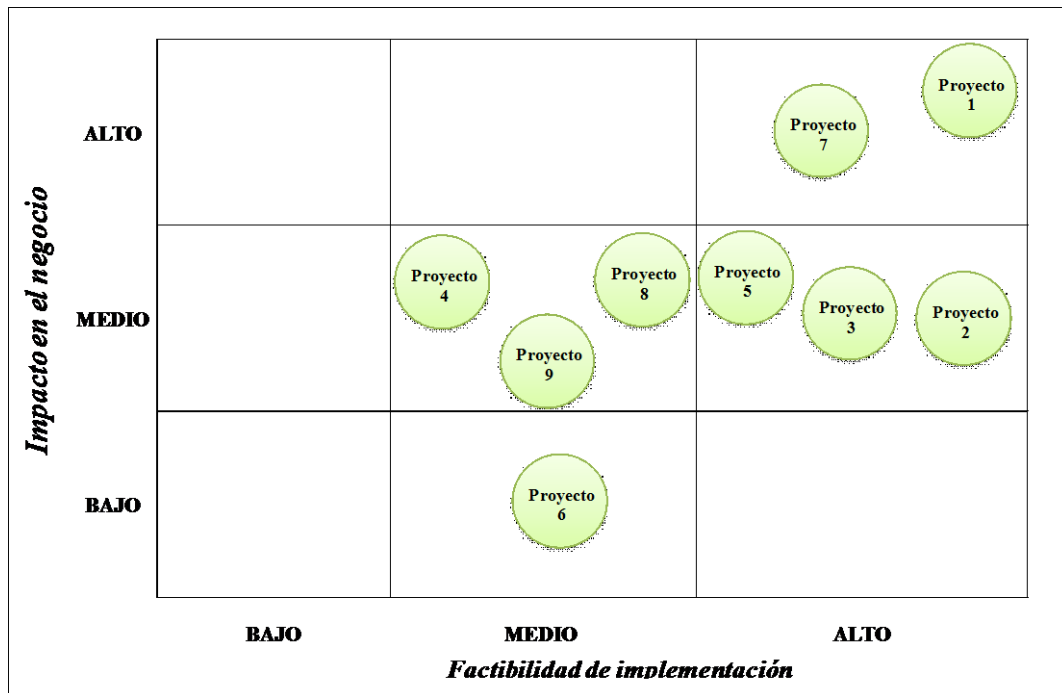 Impacto en el negocio
ALTO
MEDIO
BAJO
Proyecto
1
Proyecto
7
Proyecto
4
Proyecto
8
Proyecto
5
Proyecto
3
Proyecto
2
Proyecto
9
Proyecto
6
BAJO
MEDIO
ALTO
Factibilidad de implementación